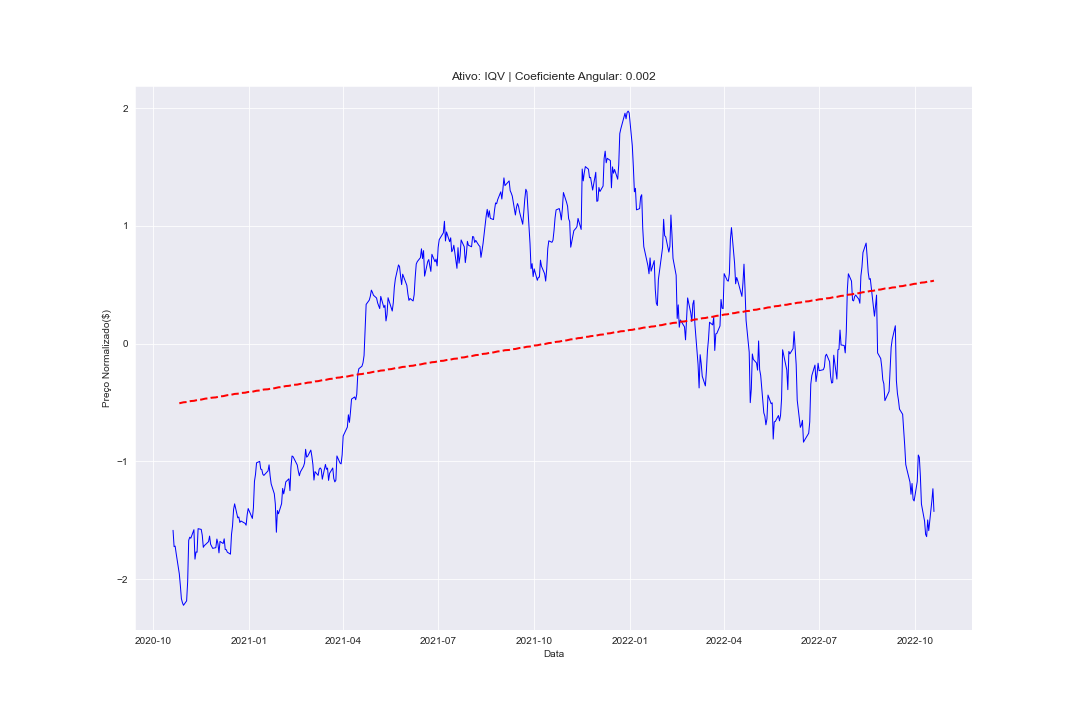 Ativo: IQV | Coeficiente Angular: 0.002
Preço Normalizado($)
2
1
0
−1
−2
2020-10 2021-01 2021-04 2021-07 2021-10 2022-01 2022-04 2022-07 2022-10
Data